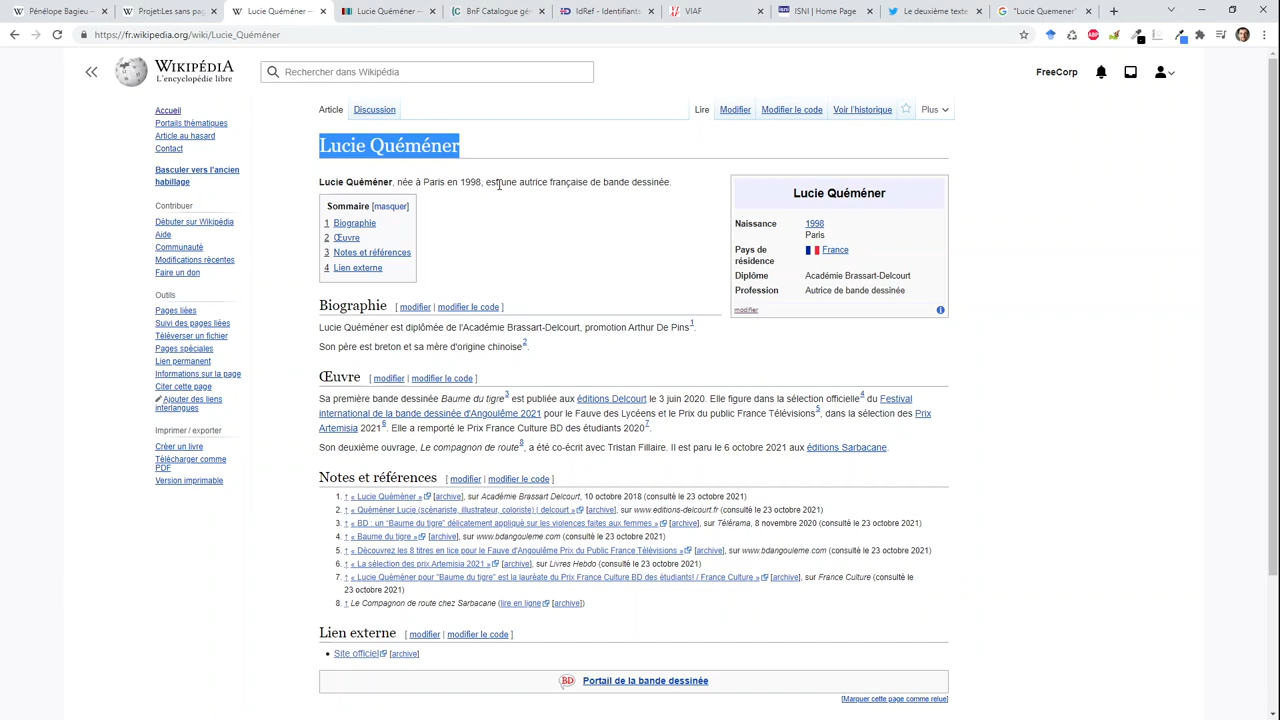 Pénélope Bagieu
Projet:Les sans pag
Lucie Quéméner —
Lucie Quéméner —
BnF Catalogue gé
IdRef - Identifiants
VIAF
ISNI | Home Page
Le deuxième texte
"Lucie Quemener"
https://fr.wikipedia.org/wiki/Lucie_Quéméner
WIKIPÉDIA
L'encyclopédie libre
Rechercher dans Wikipédia
FreeCorp
Accueil
Portails thématiques
Article au hasard
Contact
Basculer vers l'ancien
habillage
Contribuer
Débuter sur Wikipédia
Aide
Communauté
Modifications récentes
Faire un don
Outils
Pages liées
Suivi des pages liées
Téléverser un fichier
Pages spéciales
Lien permanent
Informations sur la page
Citer cette page
Ajouter des liens
interlangues
Imprimer / exporter
Créer un livre
Télécharger comme
PDF
Version imprimable
Article Discussion Lire Modifier Modifier le code Voir l'historique Plus
Lucie Quéméner
Lucie Quéméner, née à Paris en 1998, est une autrice française de bande dessinée.
Sommaire [masquer]
1 Biographie
2 Œuvre
3 Notes et références
4 Lien externe
Lucie Quéméner
Naissance 1998
Paris
Pays de France
résidence
Diplôme Académie Brassart-Delcourt
Profession Autrice de bande dessinée
modifier
Biographie [ modifier | modifier le code ]
Lucie Quéméner est diplômée de l'Académie Brassart-Delcourt, promotion Arthur De Pins1.
Son père est breton et sa mère d'origine chinoise2.
Œuvre [ modifier | modifier le code ]
Sa première bande dessinée Baume du tigre3 est publiée aux éditions Delcourt le 3 juin 2020. Elle figure dans la sélection officielle4 du Festival
international de la bande dessinée d'Angoulême 2021 pour le Fauve des Lycéens et le Prix du public France Télévisions5, dans la sélection des Prix
Artemisia 20216. Elle a remporté le Prix France Culture BD des étudiants 20207.
Son deuxième ouvrage, Le compagnon de route8, a été co-écrit avec Tristan Fillaire. Il est paru le 6 octobre 2021 aux éditions Sarbacane.
Notes et références [ modifier | modifier le code ]
1. ↑ « Lucie Quéméner » [archive], sur Académie Brassart Delcourt, 10 octobre 2018 (consulté le 23 octobre 2021)
2. ↑ « Quéméner Lucie (scénariste, illustrateur, coloriste) | delcourt » [archive], sur www.editions-delcourt.fr (consulté le 23 octobre 2021)
3. ↑ « BD : un "Baume du tigre" délicatement appliqué sur les violences faites aux femmes » [archive], sur Télérama, 8 novembre 2020 (consulté le 23 octobre 2021)
4. ↑ « Baume du tigre » [archive], sur www.bdangouleme.com (consulté le 23 octobre 2021)
5. ↑ « Découvrez les 8 titres en lice pour le Fauve d'Angoulême Prix du Public France Télévisions » [archive], sur www.bdangouleme.com (consulté le 23 octobre 2021)
6. ↑ « La sélection des prix Artemisia 2021 » [archive], sur Livres Hebdo (consulté le 23 octobre 2021)
7. ↑ « Lucie Quéméner pour "Baume du tigre" est la lauréate du Prix France Culture BD des étudiants! / France Culture » [archive], sur France Culture (consulté le
23 octobre 2021)
8. ↑ Le Compagnon de route chez Sarbacane (lire en ligne [archive])
Lien externe [ modifier | modifier le code ]
• Site officiel [archive]
BD Portail de la bande dessinée
[Marquer cette page comme relue]